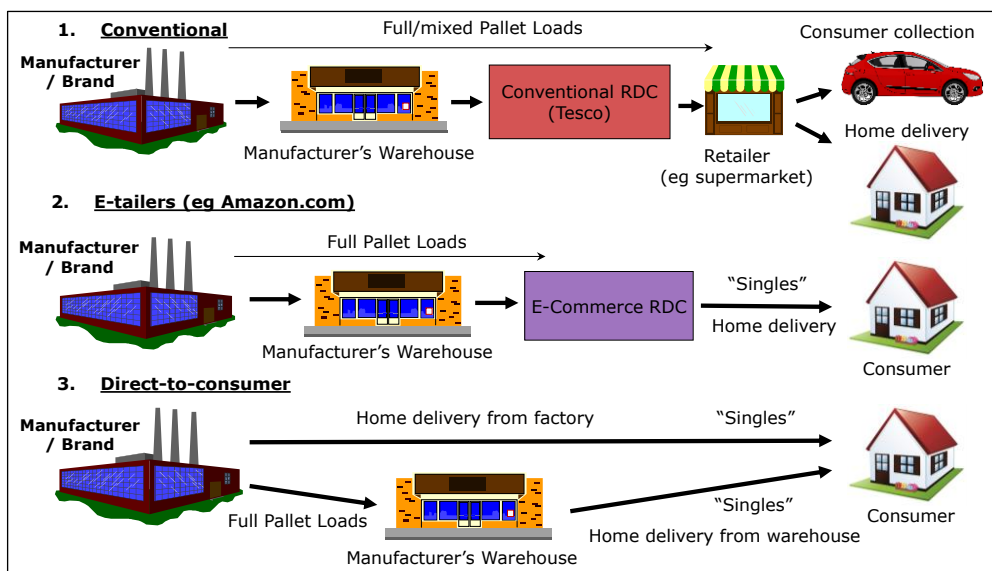 1. Conventional
Full/mixed Pallet Loads
Consumer collection
Manufacturer
/ Brand
Conventional RDC
(Tesco)
Home delivery
Manufacturer’s Warehouse
Retailer
(eg supermarket)
2. E-tailers (eg Amazon.com)
Manufacturer
/ Brand
Full Pallet Loads
“Singles”
E-Commerce RDC
Home delivery
Manufacturer’s Warehouse
Consumer
3. Direct-to-consumer
Manufacturer
/ Brand
Home delivery from factory
“Singles”
“Singles”
Consumer
Full Pallet Loads
Home delivery from warehouse
Manufacturer’s Warehouse